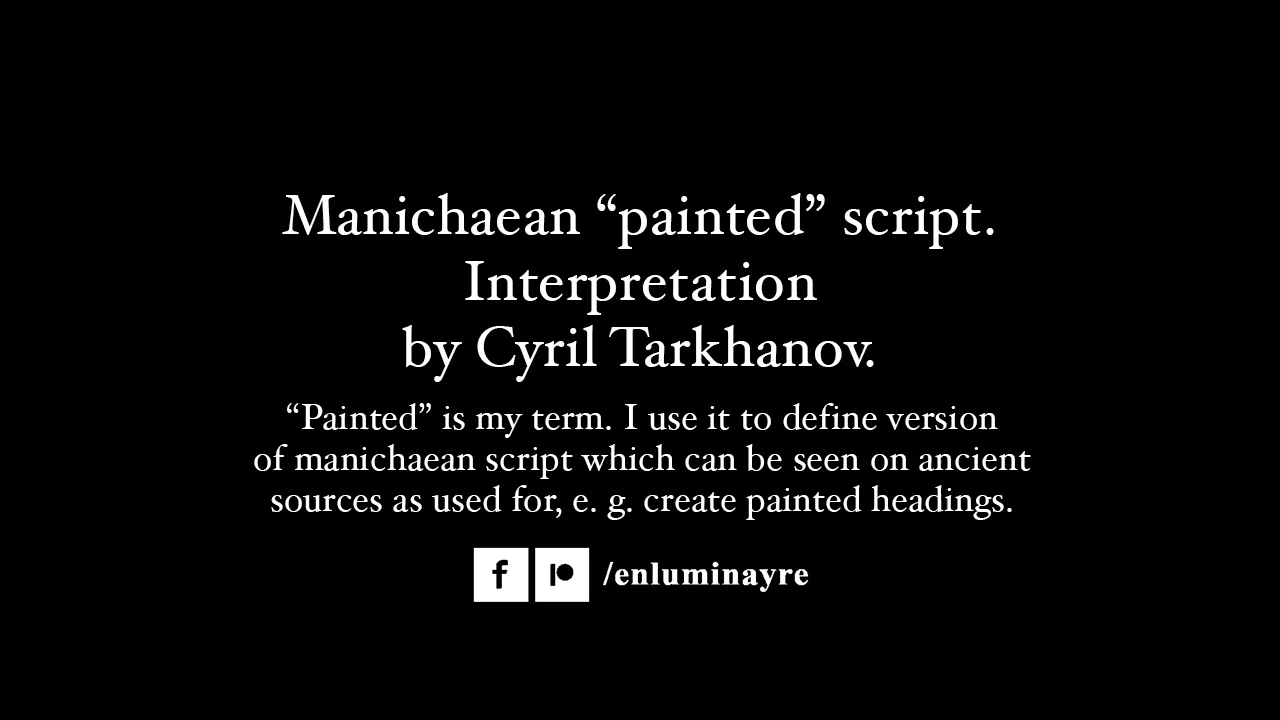 Manichaean “painted” script.
Interpretation
by Cyril Tarkhanov.
“Painted” is my term. I use it to define version
of manichaean script which can be seen on ancient
sources as used for, e. g. create painted headings.
/enluminayre